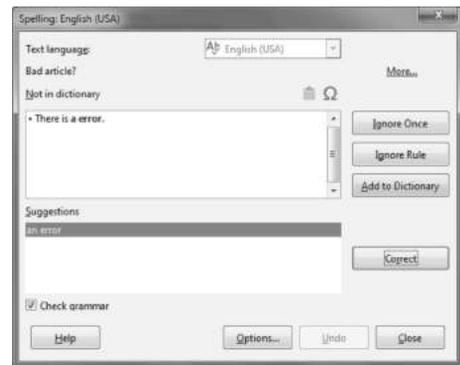 Spelling: English (USA)
Text language:
English (USA)
Bad article?
More...
Not in dictionary
• There is a error.
Ignore Once
Ignore Rule
Add to Dictionary
Suggestions
an error
Correct
Check grammar
Help
Options...
Undo
Close